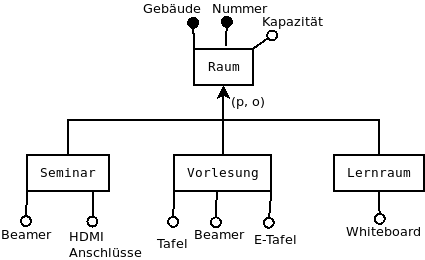 Gebäude Nummer
Kapazität
Raum
(p, o)
Seminar Vorlesung Lernraum
Beamer HDMI Anschlüsse Tafel Beamer E-Tafel Whiteboard